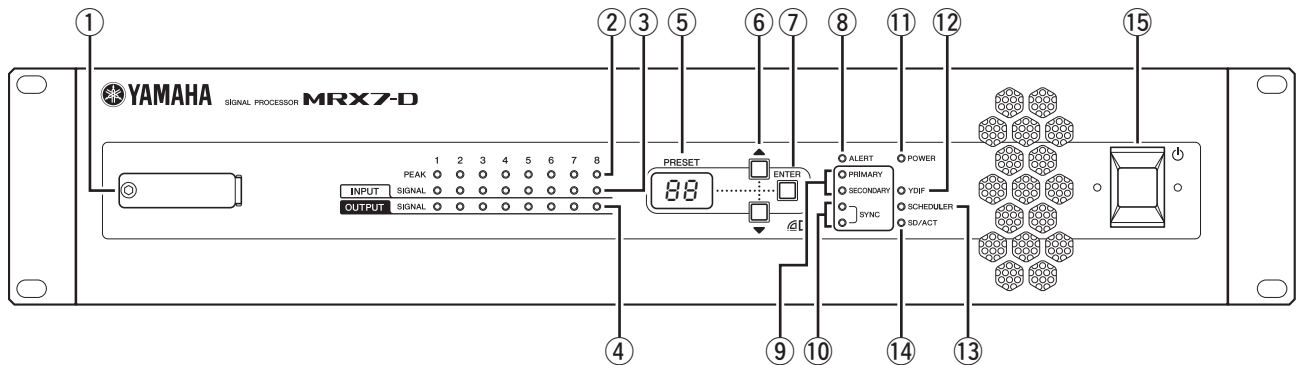 ① ② ③ ⑤ ⑥ ⑦ ⑧ ⑪ ⑫ ⑮
YAMAHA SIGNAL PROCESSOR MRX7-D
1 2 3 4 5 6 7 8
PEAK
INPUT SIGNAL
OUTPUT SIGNAL
PRESET
88
ENTER
ALERT
PRIMARY
SECONDARY
SYNC
POWER
YDIF
SCHEDULER
SD/ACT
④ ⑨ ⑩ ⑭ ⑬